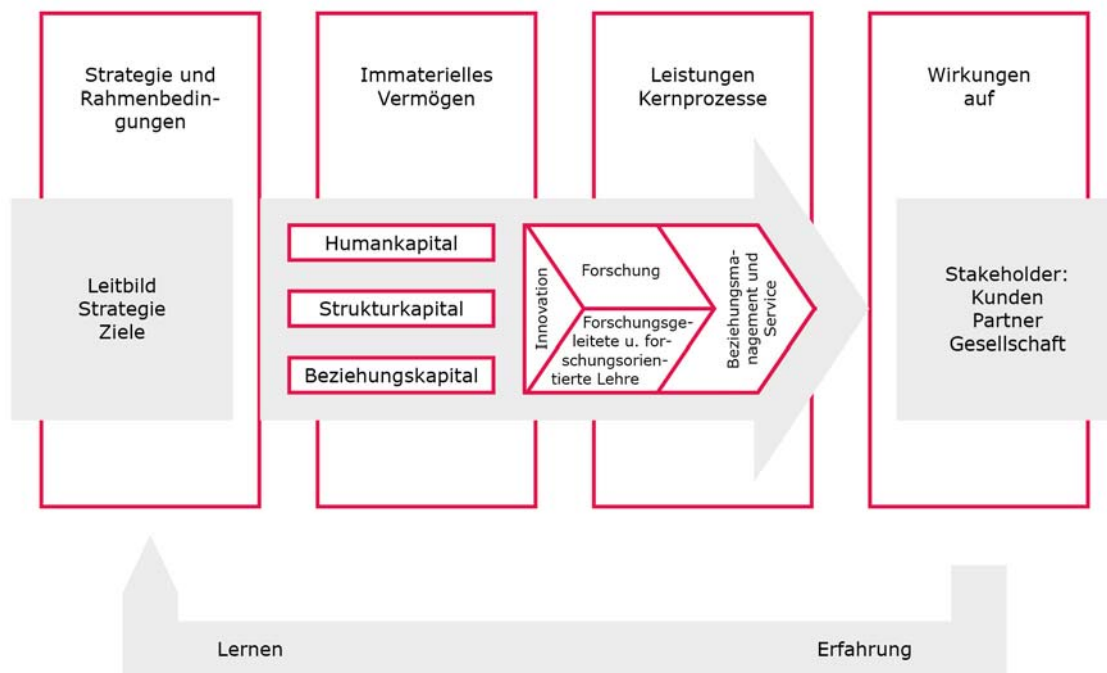 Strategie und
Rahmenbedin-
gungen
Immaterielles
Vermögen
Leistungen
Kernprozesse
Wirkungen
auf
Leitbild
Strategie
Ziele
Humankapital
Strukturkapital
Beziehungskapital
Innovation
Forschung
Forschungsge-
leitete u. for-
schungsorien-
tierte Lehre
Beziehungsma-
nagement und
Service
Stakeholder:
Kunden
Partner
Gesellschaft
Lernen
Erfahrung